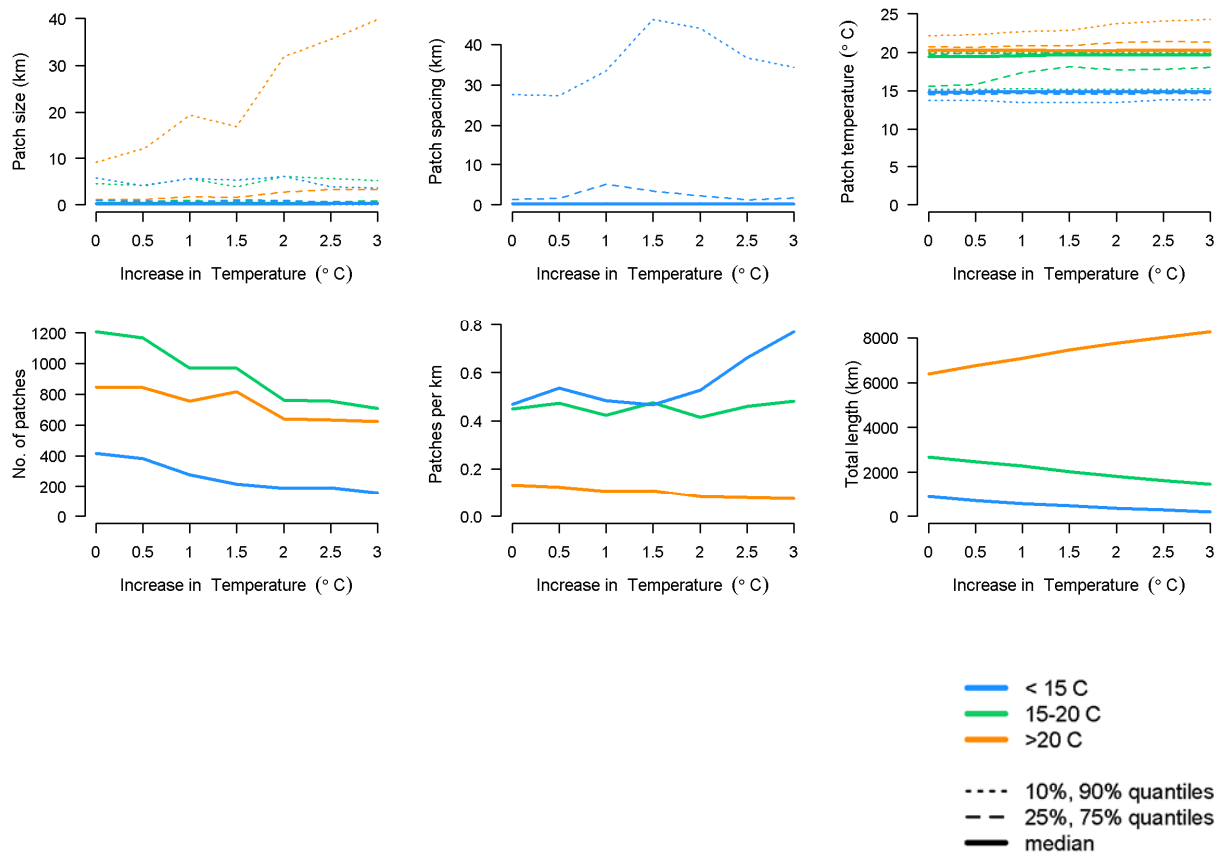 Patch size (km)
40
30
20
10
0
0 0.5 1 1.5 2 2.5 3
Increase in Temperature (° C)
Patch spacing (km)
40
30
20
10
0
0 0.5 1 1.5 2 2.5 3
Increase in Temperature (° C)
Patch temperature (° C)
25
20
15
10
5
0
0 0.5 1 1.5 2 2.5 3
Increase in Temperature (° C)
No. of patches
1200
1000
800
600
400
200
0
0 0.5 1 1.5 2 2.5 3
Increase in Temperature (° C)
Patches per km
0.8
0.6
0.4
0.2
0.0
0 0.5 1 1.5 2 2.5 3
Increase in Temperature (° C)
Total length (km)
8000
6000
4000
2000
0
0 0.5 1 1.5 2 2.5 3
Increase in Temperature (° C)
< 15 C
15-20 C
>20 C
10%, 90% quantiles
25%, 75% quantiles
median